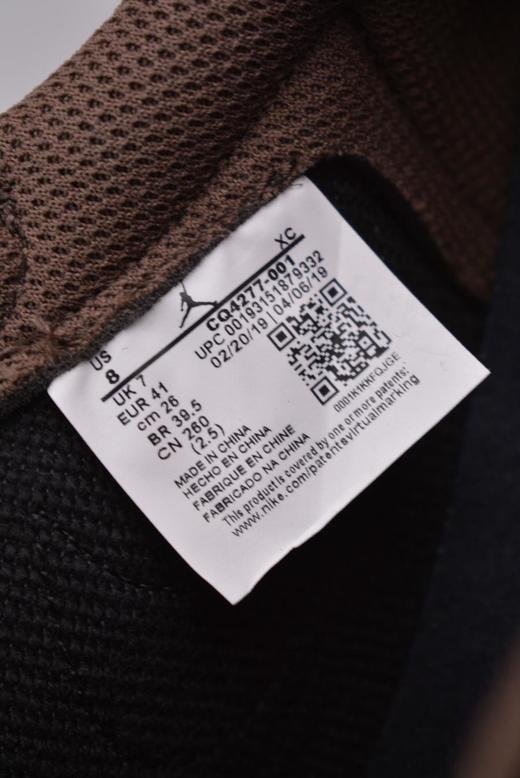 US
8
XC
CQ4277-001
UPC 00193151879332
02/20/19 | 04/06/19
UK 7
EUR 41
cm 26
BR 39.5
CN 260
(2.5)
0001K1KKFQJGE
MADE IN CHINA
HECHO EN CHINA
FABRIQUE EN CHINE
FABRICADO NA CHINA
This product is covered by one or more patents:
www.nike.com/patentsvirtualmarking